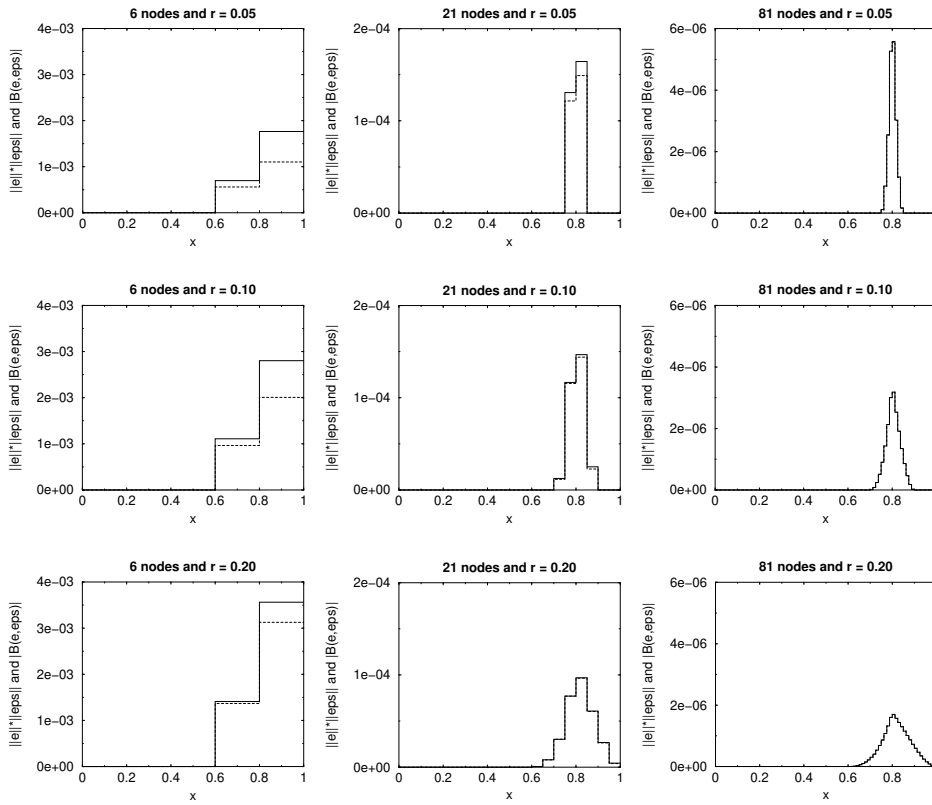 6 nodes and r = 0.05
||e||*||eps|| and |B(e,eps)|
4e−03
3e−03
2e−03
1e−03
0e+00
0 0.2 0.4 0.6 0.8 1
x
21 nodes and r = 0.05
||e||*||eps|| and |B(e,eps)|
2e−04
1e−04
0e+00
0 0.2 0.4 0.6 0.8 1
x
81 nodes and r = 0.05
||e||*||eps|| and |B(e,eps)|
6e−06
4e−06
2e−06
0e+00
0 0.2 0.4 0.6 0.8
x
6 nodes and r = 0.10
||e||*||eps|| and |B(e,eps)|
4e−03
3e−03
2e−03
1e−03
0e+00
0 0.2 0.4 0.6 0.8 1
x
21 nodes and r = 0.10
||e||*||eps|| and |B(e,eps)|
2e−04
1e−04
0e+00
0 0.2 0.4 0.6 0.8 1
x
81 nodes and r = 0.10
||e||*||eps|| and |B(e,eps)|
6e−06
4e−06
2e−06
0e+00
0 0.2 0.4 0.6 0.8
x
6 nodes and r = 0.20
||e||*||eps|| and |B(e,eps)|
4e−03
3e−03
2e−03
1e−03
0e+00
0 0.2 0.4 0.6 0.8 1
x
21 nodes and r = 0.20
||e||*||eps|| and |B(e,eps)|
2e−04
1e−04
0e+00
0 0.2 0.4 0.6 0.8 1
x
81 nodes and r = 0.20
||e||*||eps|| and |B(e,eps)|
6e−06
4e−06
2e−06
0e+00
0 0.2 0.4 0.6 0.8
x